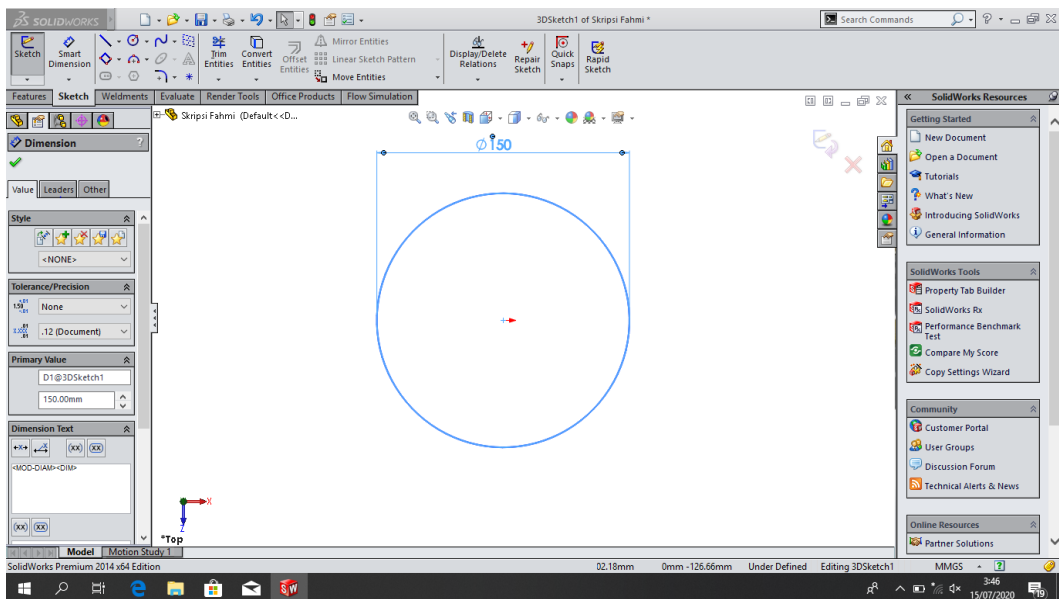 SOLIDWORKS
3DSketch1 of Skripsi Fahmi *
Search Commands
Sketch
Smart Dimension
Trim Entities
Convert Entities
Offset Entities
Mirror Entities
Linear Sketch Pattern
Move Entities
Display/Delete Relations
Repair Sketch
Quick Snaps
Rapid Sketch
Features Sketch Weldments Evaluate Render Tools Office Products Flow Simulation
Skripsi Fahmi (Default<<D...
Dimension
?
Value Leaders Other
Style
<NONE>
Tolerance/Precision
None
.12 (Document)
Primary Value
D1@3DSketch1
150.00mm
Dimension Text
(xx) (xx)
<MOD-DIAM><DIM>
(xx) (xx)
Ø150
X
Z
*Top
SolidWorks Resources
Getting Started
New Document
Open a Document
Tutorials
What's New
Introducing SolidWorks
General Information
SolidWorks Tools
Property Tab Builder
SolidWorks Rx
Performance Benchmark
Test
Compare My Score
Copy Settings Wizard
Community
Customer Portal
User Groups
Discussion Forum
Technical Alerts & News
Online Resources
Partner Solutions
Model Motion Study 1
SolidWorks Premium 2014 x64 Edition
02.18mm 0mm -126.66mm Under Defined Editing 3DSketch1 MMGS
3:46
15/07/2020
19